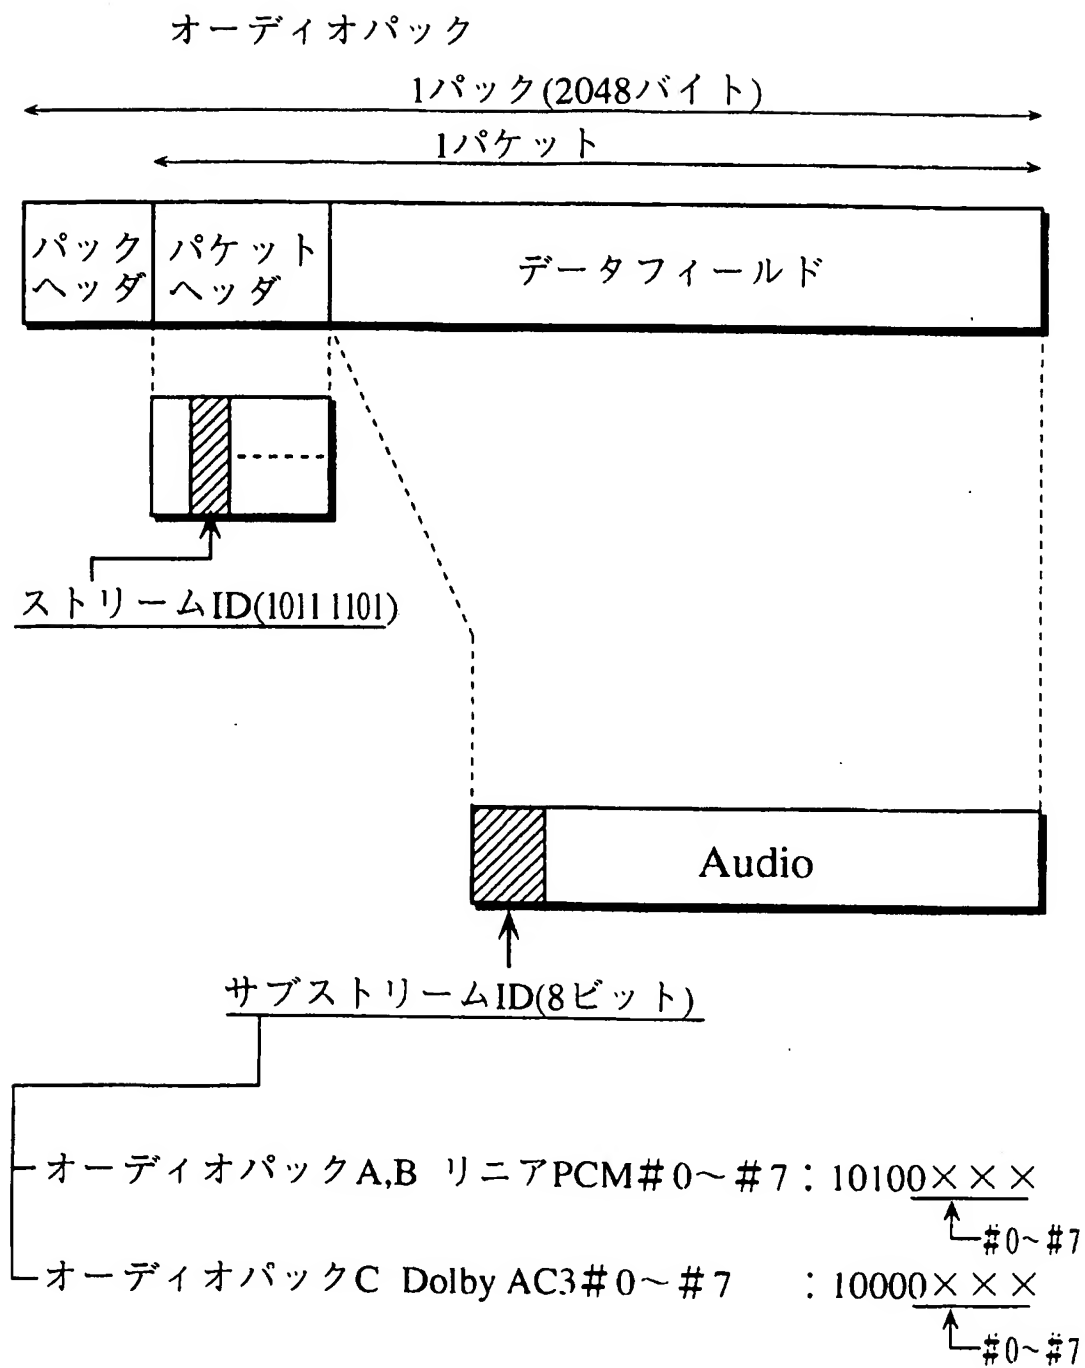 オーディオパック
1パック(2048バイト)
1パケット
パック
ヘッダ
パケット
ヘッダ
データフィールド
ストリームID(10111101)
Audio
サブストリームID(8ビット)
オーディオパックA,B リニアPCM＃0～＃7：10100×××
＃0～＃7
オーディオパックC Dolby AC3＃0～＃7：10000×××
＃0～＃7